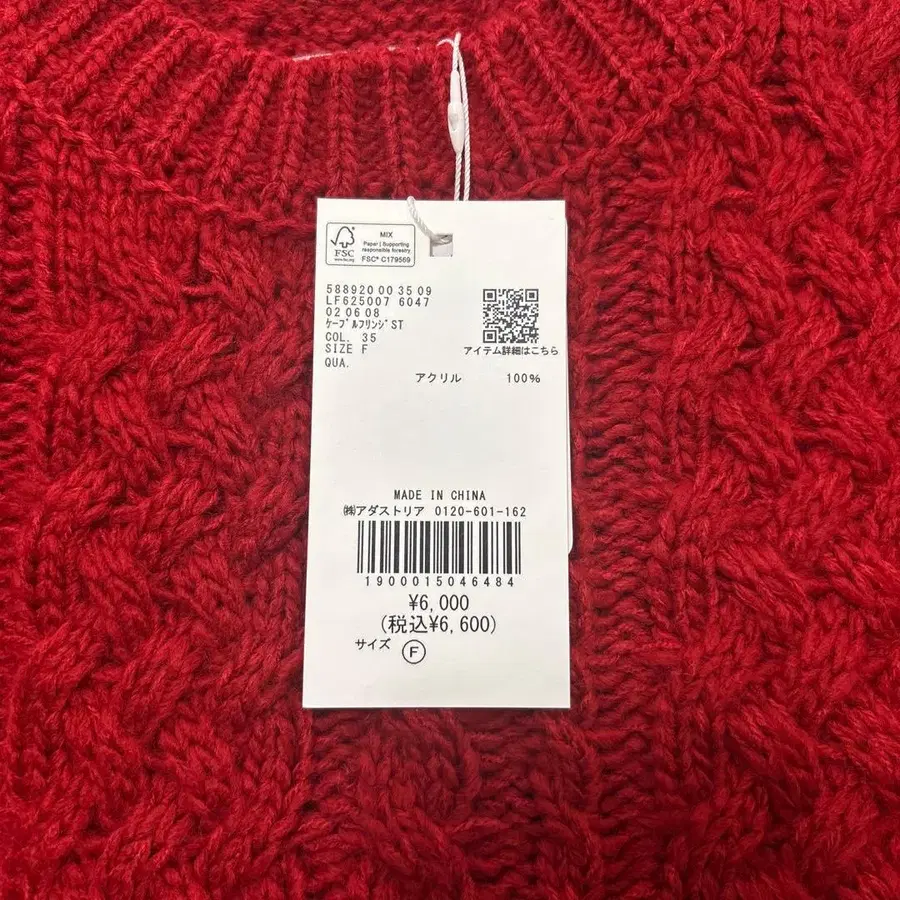 MIX
Paper | Supporting
responsible forestry
FSC
www.fsc.org
FSC® C179569
588920 00 35 09
LF625007 6047
02 06 08
ｹｰﾌﾞﾙﾌﾘﾝｼﾞST
COL. 35
SIZE F
QUA.
アイテム詳細はこちら
アクリル 100%
MADE IN CHINA
㈱アダストリア 0120-601-162
1900015046484
¥6,000
(税込¥6,600)
サイズ Ⓕ